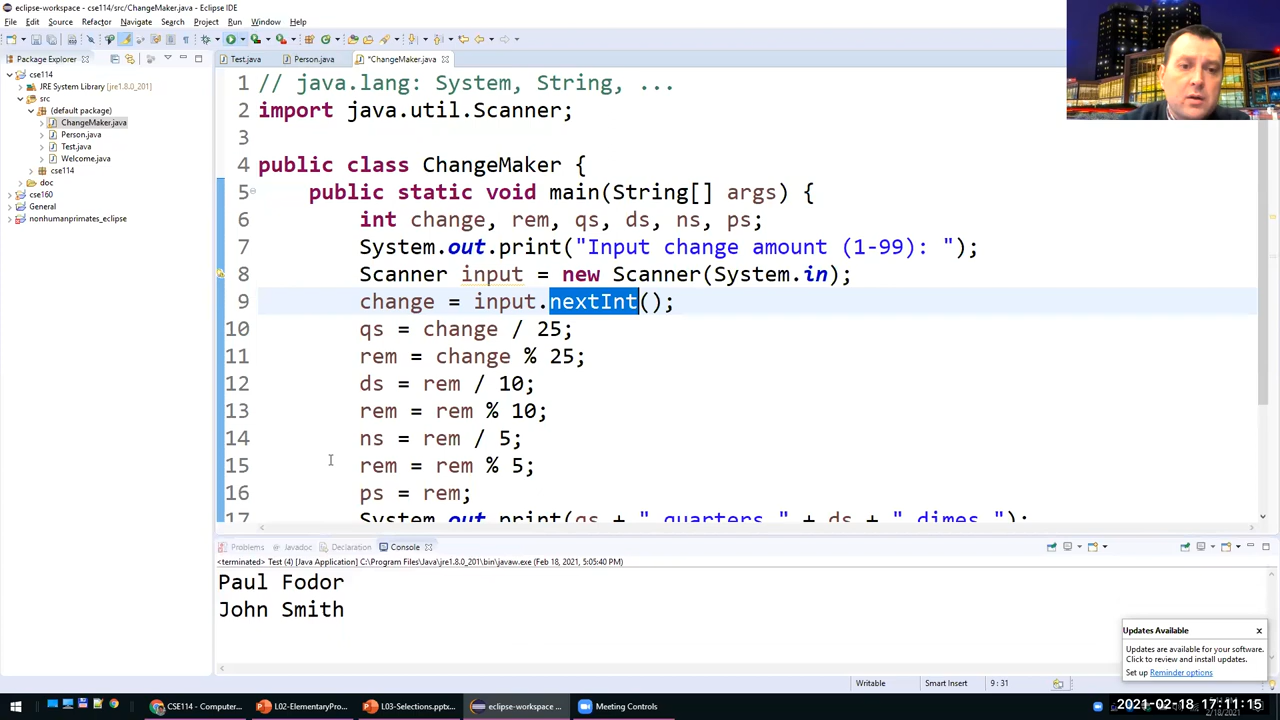 eclipse-workspace - cse114/src/ChangeMaker.java - Eclipse IDE
File Edit Source Refactor Navigate Search Project Run Window Help
Package Explorer
Test.java Person.java *ChangeMaker.java
cse114
JRE System Library [jre1.8.0_201]
src
(default package)
ChangeMaker.java
Person.java
Test.java
Welcome.java
cse114
doc
cse160
General
nonhumanprimates_eclipse
1 // java.lang: System, String, ...
2 import java.util.Scanner;
3
4 public class ChangeMaker {
5 public static void main(String[] args) {
6 int change, rem, qs, ds, ns, ps;
7 System.out.print("Input change amount (1-99): ");
8 Scanner input = new Scanner(System.in);
9 change = input.nextInt();
10 qs = change / 25;
11 rem = change % 25;
12 ds = rem / 10;
13 rem = rem % 10;
14 ns = rem / 5;
15 rem = rem % 5;
16 ps = rem;
17 System.out.print(qs + " quarters " + ds + " dimes ");
Problems Javadoc Declaration Console
<terminated> Test (4) [Java Application] C:\Program Files\Java\jre1.8.0_201\bin\javaw.exe (Feb 18, 2021, 5:05:40 PM)
Paul Fodor
John Smith
Updates Available
Updates are available for your software.
Click to review and install updates.
Set up Reminder options
Writable Smart Insert 9 : 31
CSE114 - Computer... L02-ElementaryPro... L03-Selections.pptx... eclipse-workspace ... Meeting Controls
2021-02-18 17:11:15